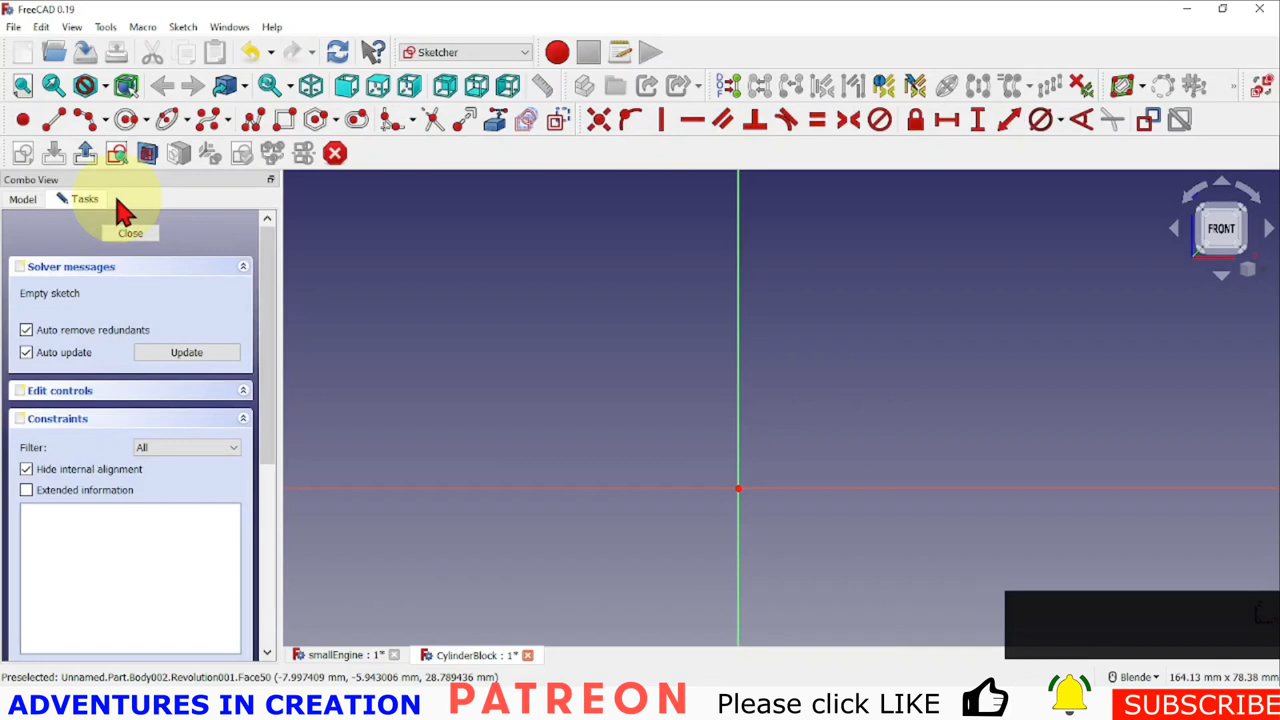 FreeCAD 0.19
File Edit View Tools Macro Sketch Windows Help
Sketcher
Combo View
Model Tasks
Close
FRONT
Solver messages
Empty sketch
Auto remove redundants
Auto update Update
Edit controls
Constraints
Filter: All
Hide internal alignment
Extended information
smallEngine : 1* CylinderBlock : 1*
Preselected: Unnamed.Part.Body002.Revolution001.Face50 (-7.997409 mm, -5.943006 mm, 28.789436 mm) Blende 164.13 mm x 78.38 mm
ADVENTURES IN CREATION PATREON Please click LIKE SUBSCRIBE